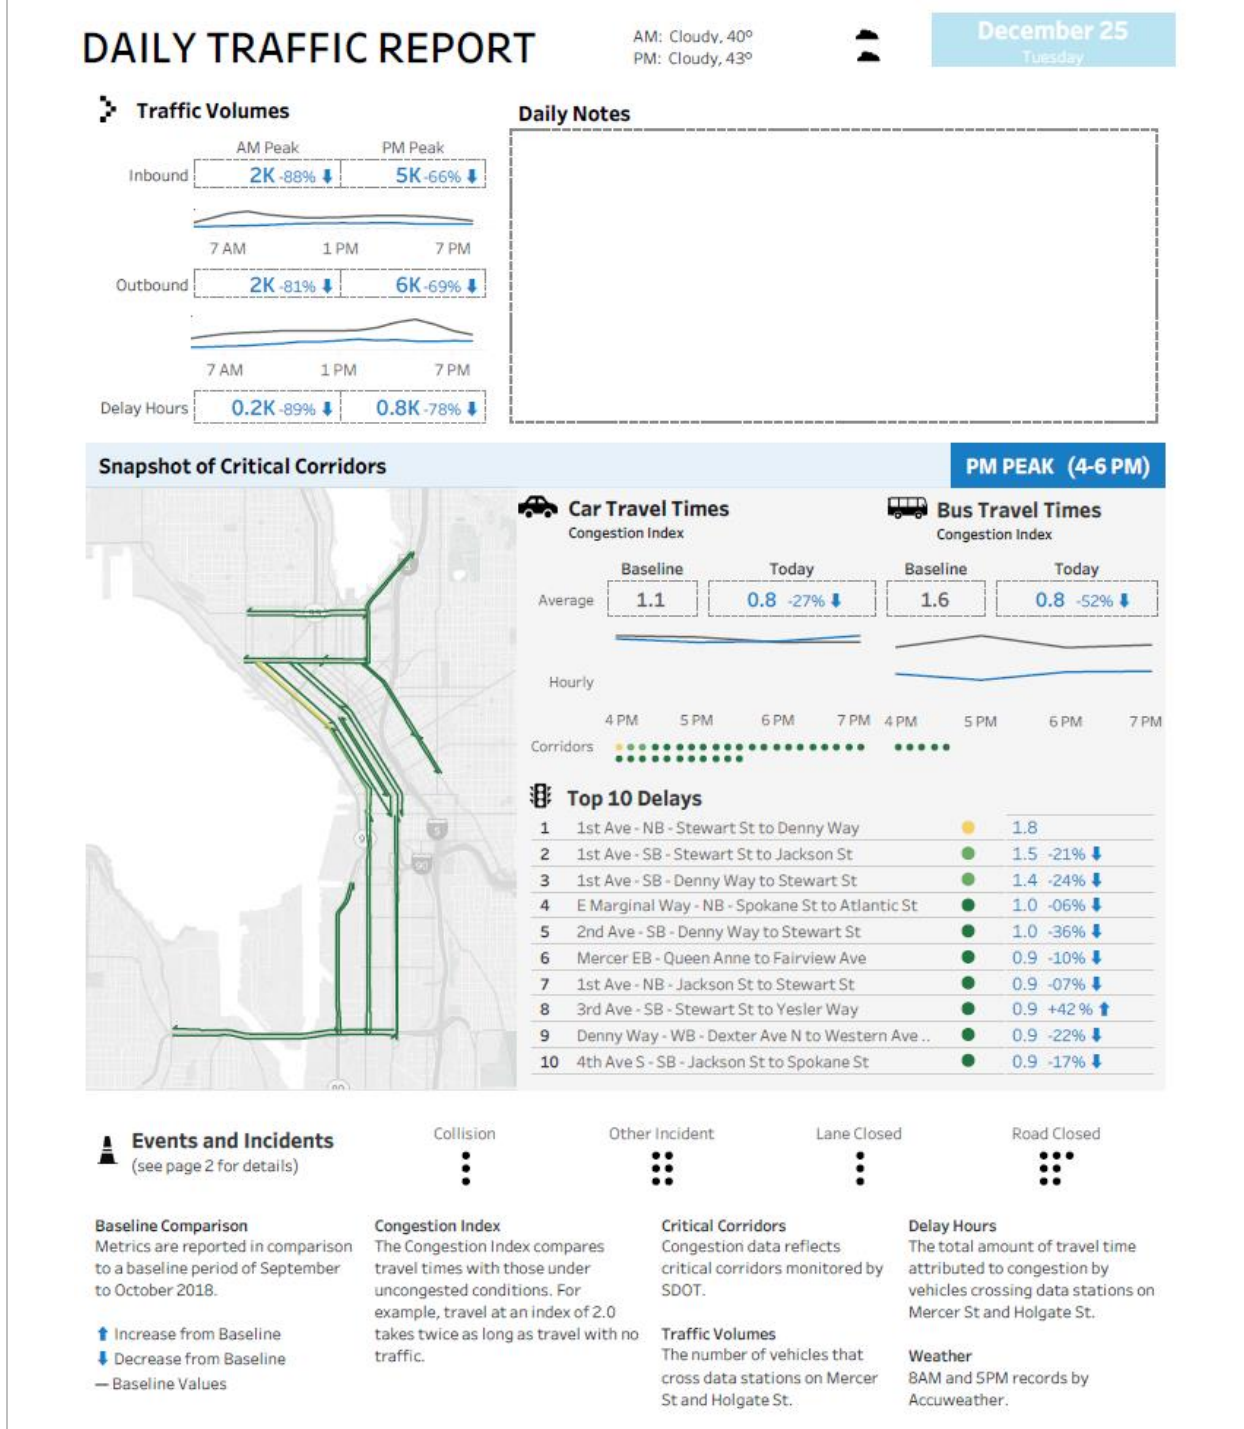 DAILY TRAFFIC REPORT
AM: Cloudy, 40º
PM: Cloudy, 43º
December 25
Tuesday
Traffic Volumes
AM Peak PM Peak
Inbound 2K -88% 5K -66%
7 AM 1 PM 7 PM
Outbound 2K -81% 6K -69%
7 AM 1 PM 7 PM
Delay Hours 0.2K -89% 0.8K -78%
Daily Notes
Snapshot of Critical Corridors
PM PEAK (4-6 PM)
99
5
90
Car Travel Times
Congestion Index
Baseline Today
Average 1.1 0.8 -27%
Bus Travel Times
Congestion Index
Baseline Today
1.6 0.8 -52%
Hourly
4 PM 5 PM 6 PM 7 PM 4 PM 5 PM 6 PM 7 PM
Corridors
Top 10 Delays
1 1st Ave - NB - Stewart St to Denny Way 1.8
2 1st Ave - SB - Stewart St to Jackson St 1.5 -21%
3 1st Ave - SB - Denny Way to Stewart St 1.4 -24%
4 E Marginal Way - NB - Spokane St to Atlantic St 1.0 -06%
5 2nd Ave - SB - Denny Way to Stewart St 1.0 -36%
6 Mercer EB - Queen Anne to Fairview Ave 0.9 -10%
7 1st Ave - NB - Jackson St to Stewart St 0.9 -07%
8 3rd Ave - SB - Stewart St to Yesler Way 0.9 +42%
9 Denny Way - WB - Dexter Ave N to Western Ave .. 0.9 -22%
10 4th Ave S - SB - Jackson St to Spokane St 0.9 -17%
Events and Incidents
(see page 2 for details)
Collision
Other Incident
Lane Closed
Road Closed
Baseline Comparison
Metrics are reported in comparison
to a baseline period of September
to October 2018.
Increase from Baseline
Decrease from Baseline
— Baseline Values
Congestion Index
The Congestion Index compares
travel times with those under
uncongested conditions. For
example, travel at an index of 2.0
takes twice as long as travel with no
traffic.
Critical Corridors
Congestion data reflects
critical corridors monitored by
SDOT.
Traffic Volumes
The number of vehicles that
cross data stations on Mercer
St and Holgate St.
Delay Hours
The total amount of travel time
attributed to congestion by
vehicles crossing data stations on
Mercer St and Holgate St.
Weather
8AM and 5PM records by
Accuweather.